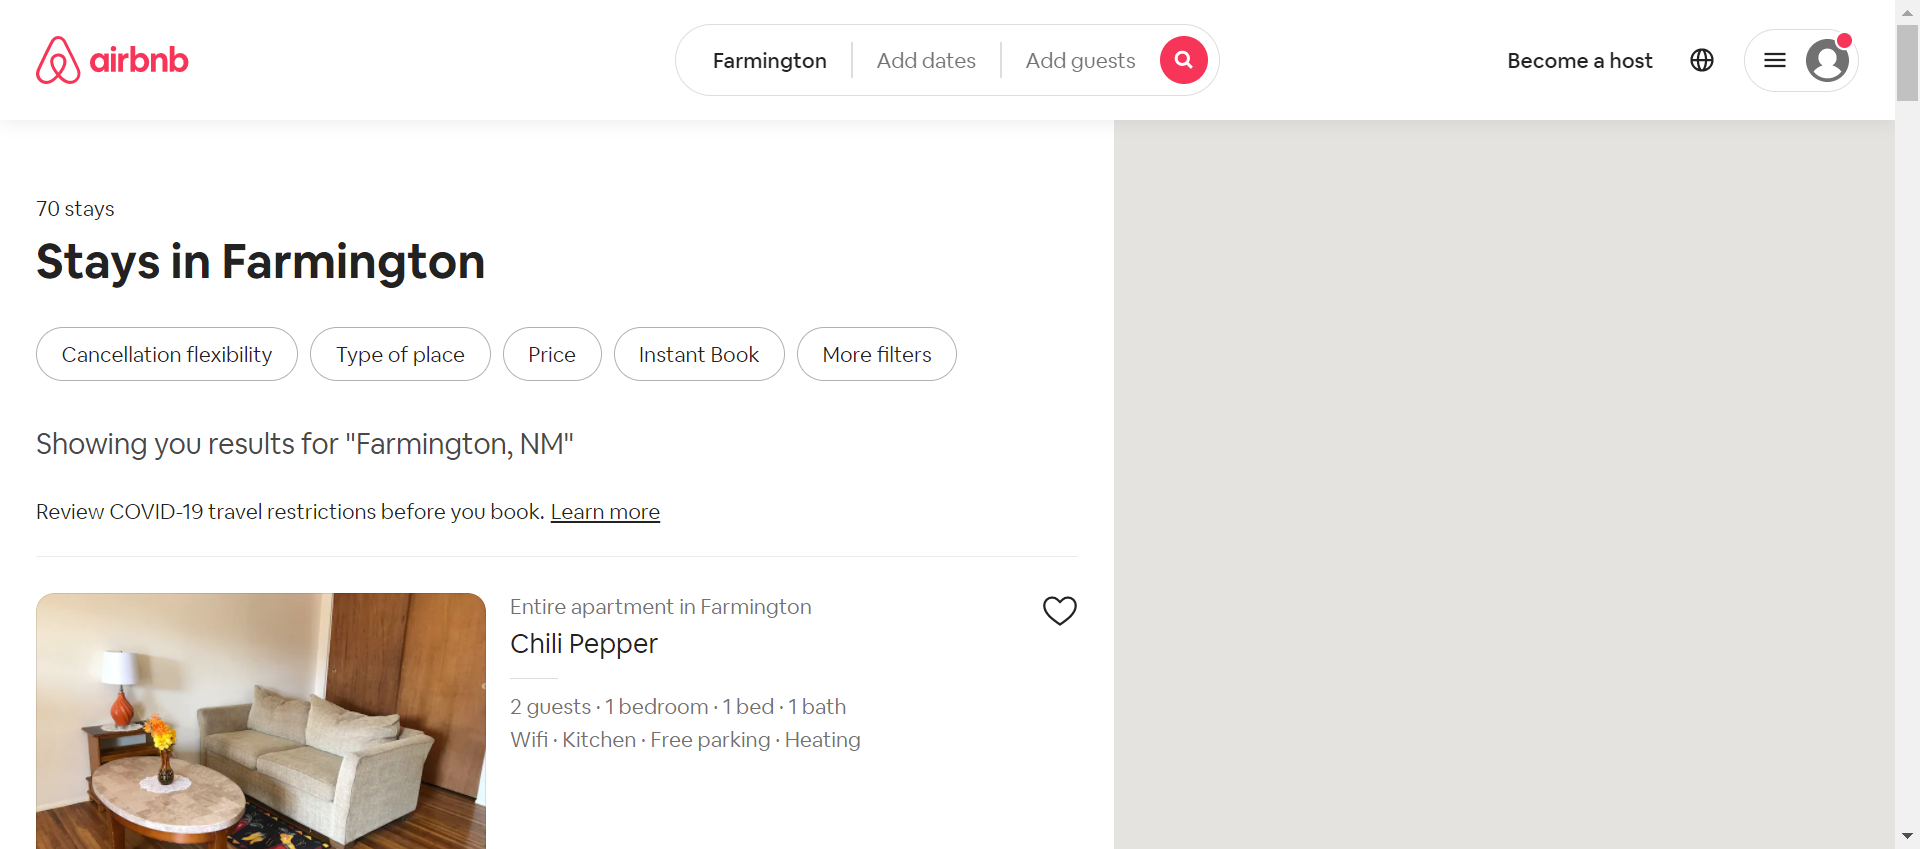 airbnb
Farmington
Add dates
Add guests
Become a host
70 stays
Stays in Farmington
Cancellation flexibility
Type of place
Price
Instant Book
More filters
Showing you results for "Farmington, NM"
Review COVID-19 travel restrictions before you book. Learn more
Entire apartment in Farmington
Chili Pepper
2 guests · 1 bedroom · 1 bed · 1 bath
Wifi · Kitchen · Free parking · Heating